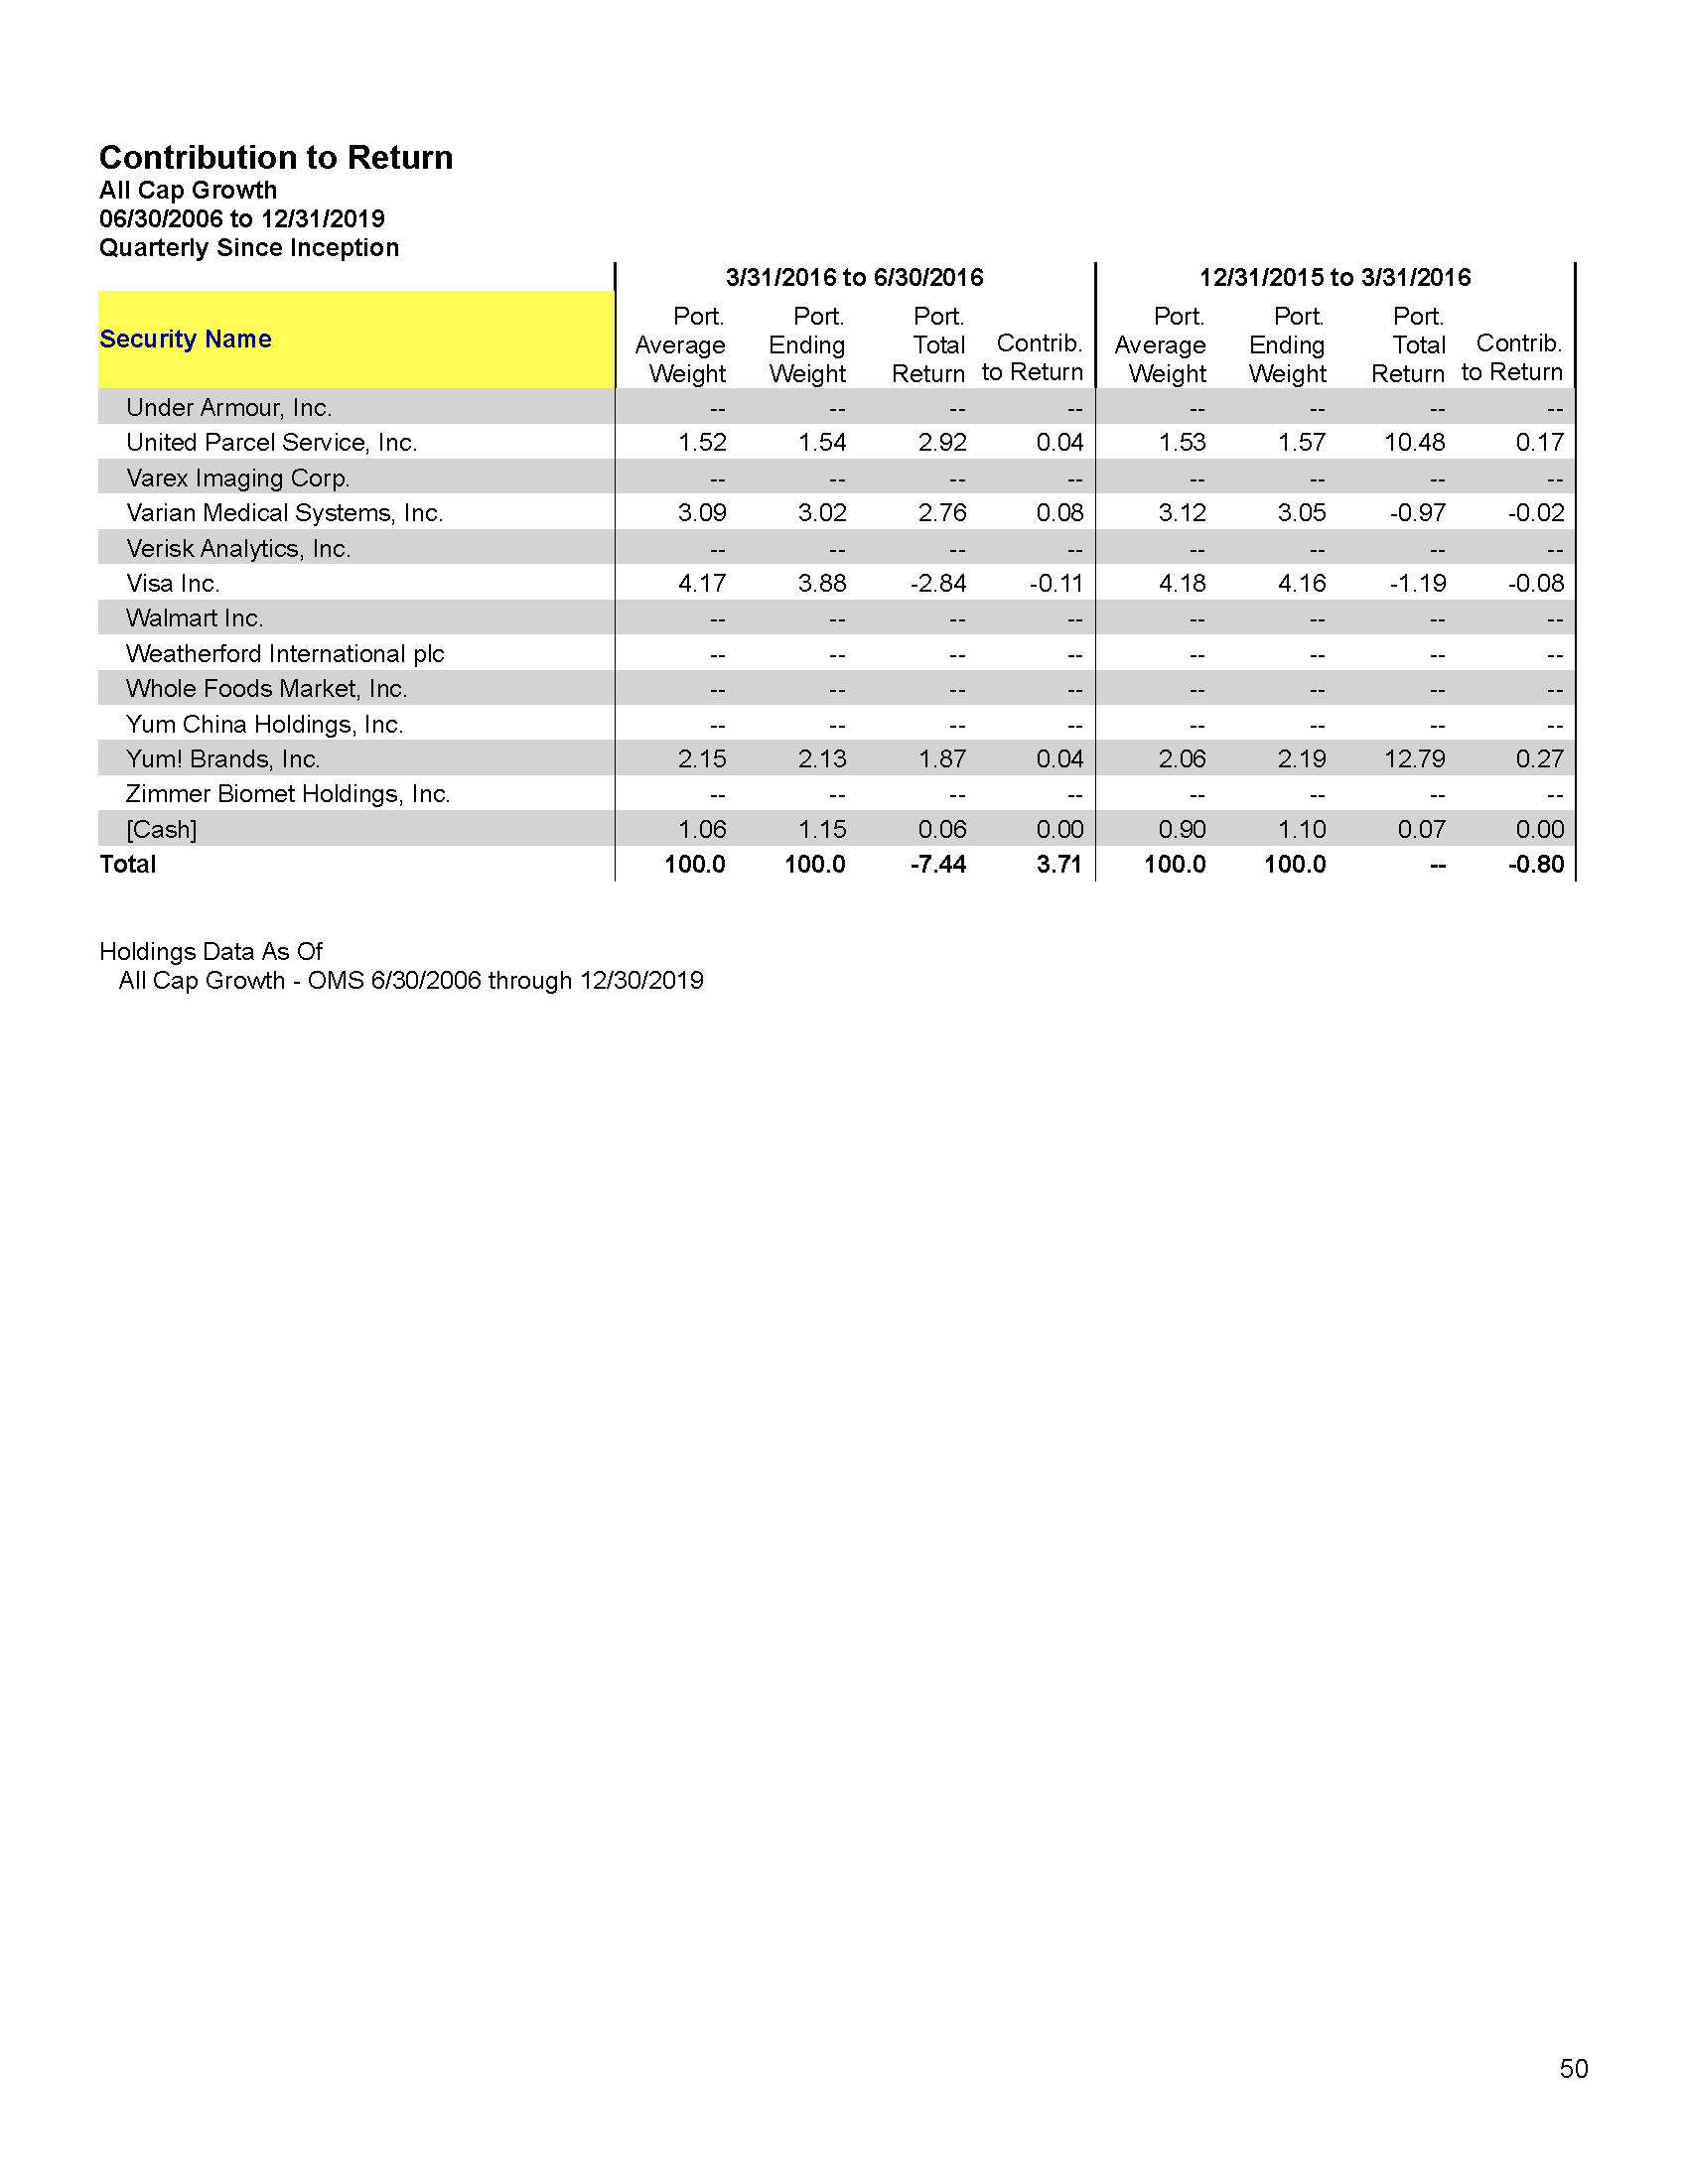 Contribution to Return
All Cap Growth
06/30/2006 to 12/31/2019
Quarterly Since Inception
3/31/2016 to 6/30/2016 12/31/2015 to 3/31/2016
Security Name Port. Average Weight Port. Ending Weight Port. Total Return Contrib. to Return Port. Average Weight Port. Ending Weight Port. Total Return Contrib. to Return
Under Armour, Inc. -- -- -- -- -- -- -- --
United Parcel Service, Inc. 1.52 1.54 2.92 0.04 1.53 1.57 10.48 0.17
Varex Imaging Corp. -- -- -- -- -- -- -- --
Varian Medical Systems, Inc. 3.09 3.02 2.76 0.08 3.12 3.05 -0.97 -0.02
Verisk Analytics, Inc. -- -- -- -- -- -- -- --
Visa Inc. 4.17 3.88 -2.84 -0.11 4.18 4.16 -1.19 -0.08
Walmart Inc. -- -- -- -- -- -- -- --
Weatherford International plc -- -- -- -- -- -- -- --
Whole Foods Market, Inc. -- -- -- -- -- -- -- --
Yum China Holdings, Inc. -- -- -- -- -- -- -- --
Yum! Brands, Inc. 2.15 2.13 1.87 0.04 2.06 2.19 12.79 0.27
Zimmer Biomet Holdings, Inc. -- -- -- -- -- -- -- --
[Cash] 1.06 1.15 0.06 0.00 0.90 1.10 0.07 0.00
Total 100.0 100.0 -7.44 3.71 100.0 100.0 -- -0.80
Holdings Data As Of
All Cap Growth - OMS 6/30/2006 through 12/30/2019
50